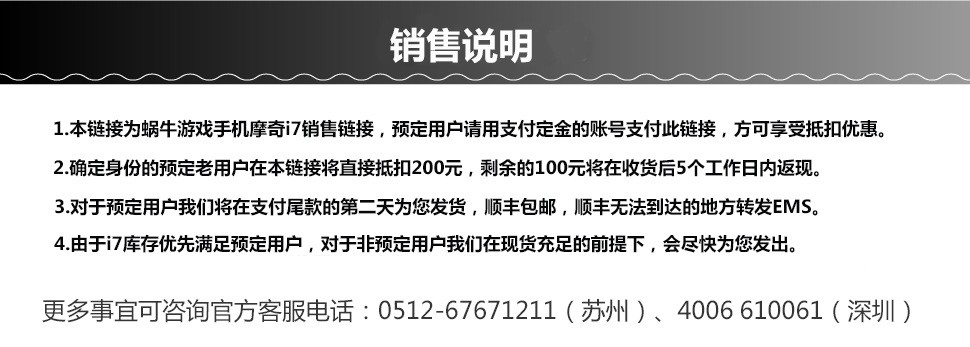 销售说明
1.本链接为蜗牛游戏手机摩奇i7销售链接，预定用户请用支付定金的账号支付此链接，方可享受抵扣优惠。
2.确定身份的预定老用户在本链接将直接抵扣200元，剩余的100元将在收货后5个工作日内返现。
3.对于预定用户我们将在支付尾款的第二天为您发货，顺丰包邮，顺丰无法到达的地方转发EMS。
4.由于i7库存优先满足预定用户，对于非预定用户我们在现货充足的前提下，会尽快为您发出。
更多事宜可咨询官方客服电话：0512-67671211（苏州）、4006 610061（深圳）